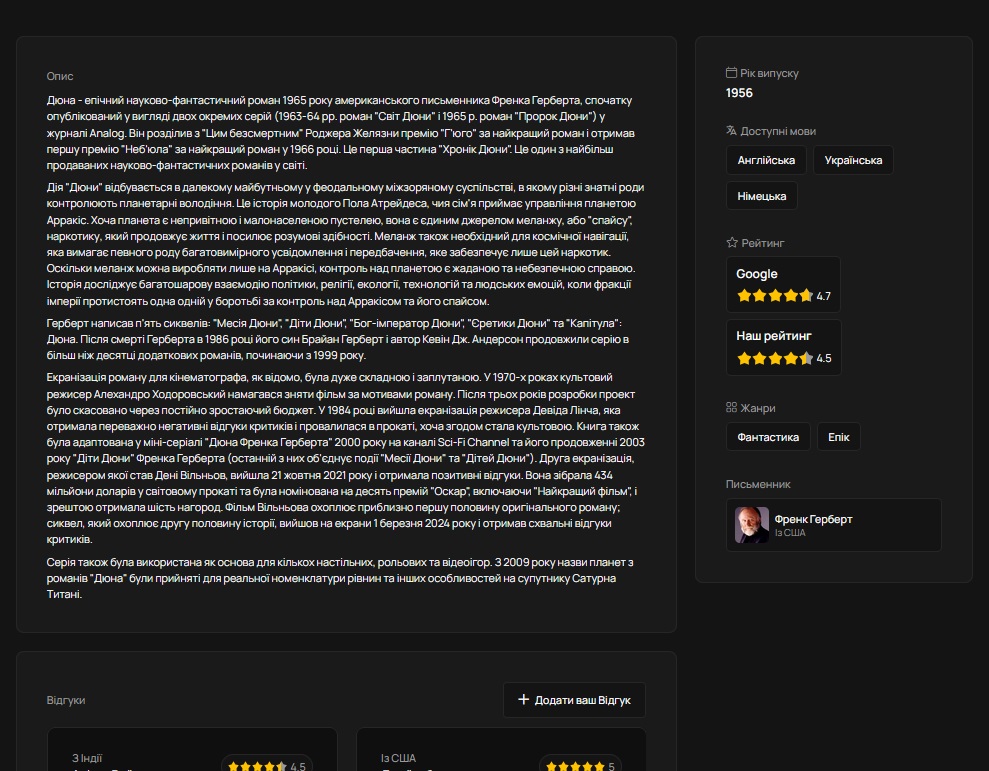 Опис
Дюна - епічний науково-фантастичний роман 1965 року американського письменника Френка Герберта, спочатку
опублікований у вигляді двох окремих серій (1963-64 рр. роман "Світ Дюни" і 1965 р. роман "Пророк Дюни") у
журналі Analog. Він розділив з "Цим безсмертним" Роджера Желязни премію "Г'юго" за найкращий роман і отримав
першу премію "Неб'юла" за найкращий роман у 1966 році. Це перша частина "Хронік Дюни". Це один з найбільш
продаваних науково-фантастичних романів у світі.
Дія "Дюни" відбувається в далекому майбутньому у феодальному міжзоряному суспільстві, в якому різні знатні роди
контролюють планетарні володіння. Це історія молодого Пола Атрейдеса, чия сім'я приймає управління планетою
Арракіс. Хоча планета є непривітною і малонаселеною пустелею, вона є єдиним джерелом меланжу, або "спайсу",
наркотику, який продовжує життя і посилює розумові здібності. Меланж також необхідний для космічної навігації,
яка вимагає певного роду багатовимірного усвідомлення і передбачення, яке забезпечує лише цей наркотик.
Оскільки меланж можна виробляти лише на Арракісі, контроль над планетою є жаданою та небезпечною справою.
Історія досліджує багатошарову взаємодію політики, релігії, екології, технологій та людських емоцій, коли фракції
імперії протистоять одна одній у боротьбі за контроль над Арракісом та його спайсом.
Герберт написав п'ять сиквелів: "Месія Дюни", "Діти Дюни", "Бог-імператор Дюни", "Єретики Дюни" та "Капітула":
Дюна. Після смерті Герберта в 1986 році його син Брайан Герберт і автор Кевін Дж. Андерсон продовжили серію в
більш ніж десятці додаткових романів, починаючи з 1999 року.
Екранізація роману для кінематографа, як відомо, була дуже складною і заплутаною. У 1970-х роках культовий
режисер Алехандро Ходоровський намагався зняти фільм за мотивами роману. Після трьох років розробки проект
було скасовано через постійно зростаючий бюджет. У 1984 році вийшла екранізація режисера Девіда Лінча, яка
отримала переважно негативні відгуки критиків і провалилася в прокаті, хоча згодом стала культовою. Книга також
була адаптована у міні-серіалі "Дюна Френка Герберта" 2000 року на каналі Sci-Fi Channel та його продовженні 2003
року "Діти Дюни" Френка Герберта (останній з них об'єднує події "Месії Дюни" та "Дітей Дюни"). Друга екранізація,
режисером якої став Дені Вільньов, вийшла 21 жовтня 2021 року і отримала позитивні відгуки. Вона зібрала 434
мільйони доларів у світовому прокаті та була номінована на десять премій "Оскар", включаючи "Найкращий фільм", і
зрештою отримала шість нагород. Фільм Вільньова охоплює приблизно першу половину оригінального роману;
сиквел, який охоплює другу половину історії, вийшов на екрани 1 березня 2024 року і отримав схвальні відгуки
критиків.
Серія також була використана як основа для кількох настільних, рольових та відеоігор. З 2009 року назви планет з
романів "Дюна" були прийняті для реальної номенклатури рівнин та інших особливостей на супутнику Сатурна
Титані.
Рік випуску
1956
Доступні мови
Англійська
Українська
Німецька
Рейтинг
Google
4.7
Наш рейтинг
4.5
Жанри
Фантастика
Епік
Письменник
Френк Герберт
Із США
Відгуки
Додати ваш Відгук
З Індії
4.5
Із США
5